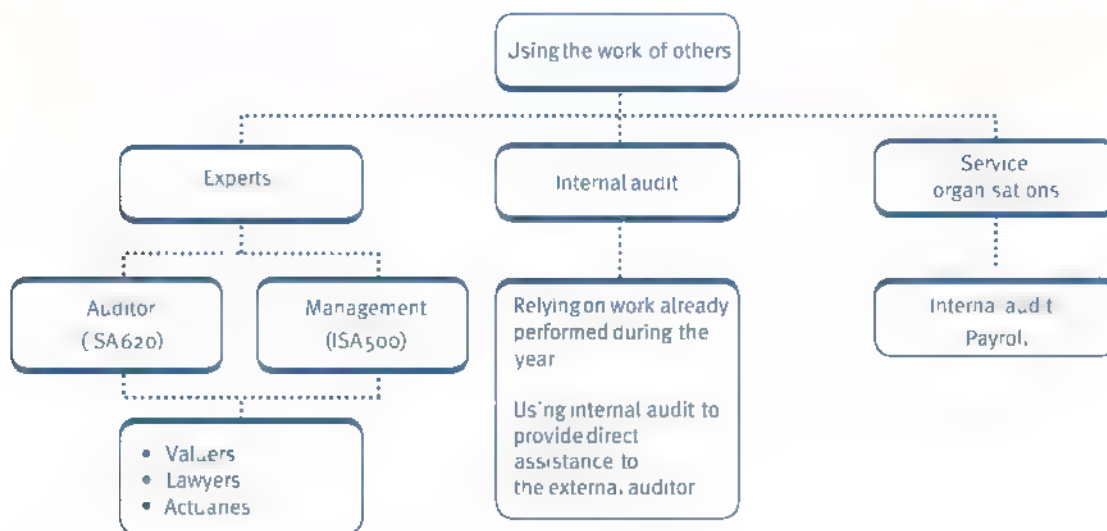 Using the work of others
Experts
Internal audit
Service
organisations
Auditor
(ISA620)
Management
(ISA500)
Relying on work already
performed during the
year
Using internal audit to
provide direct
assistance to
the external auditor
Internal audit
Payroll
• Valuers
• Lawyers
• Actuaries